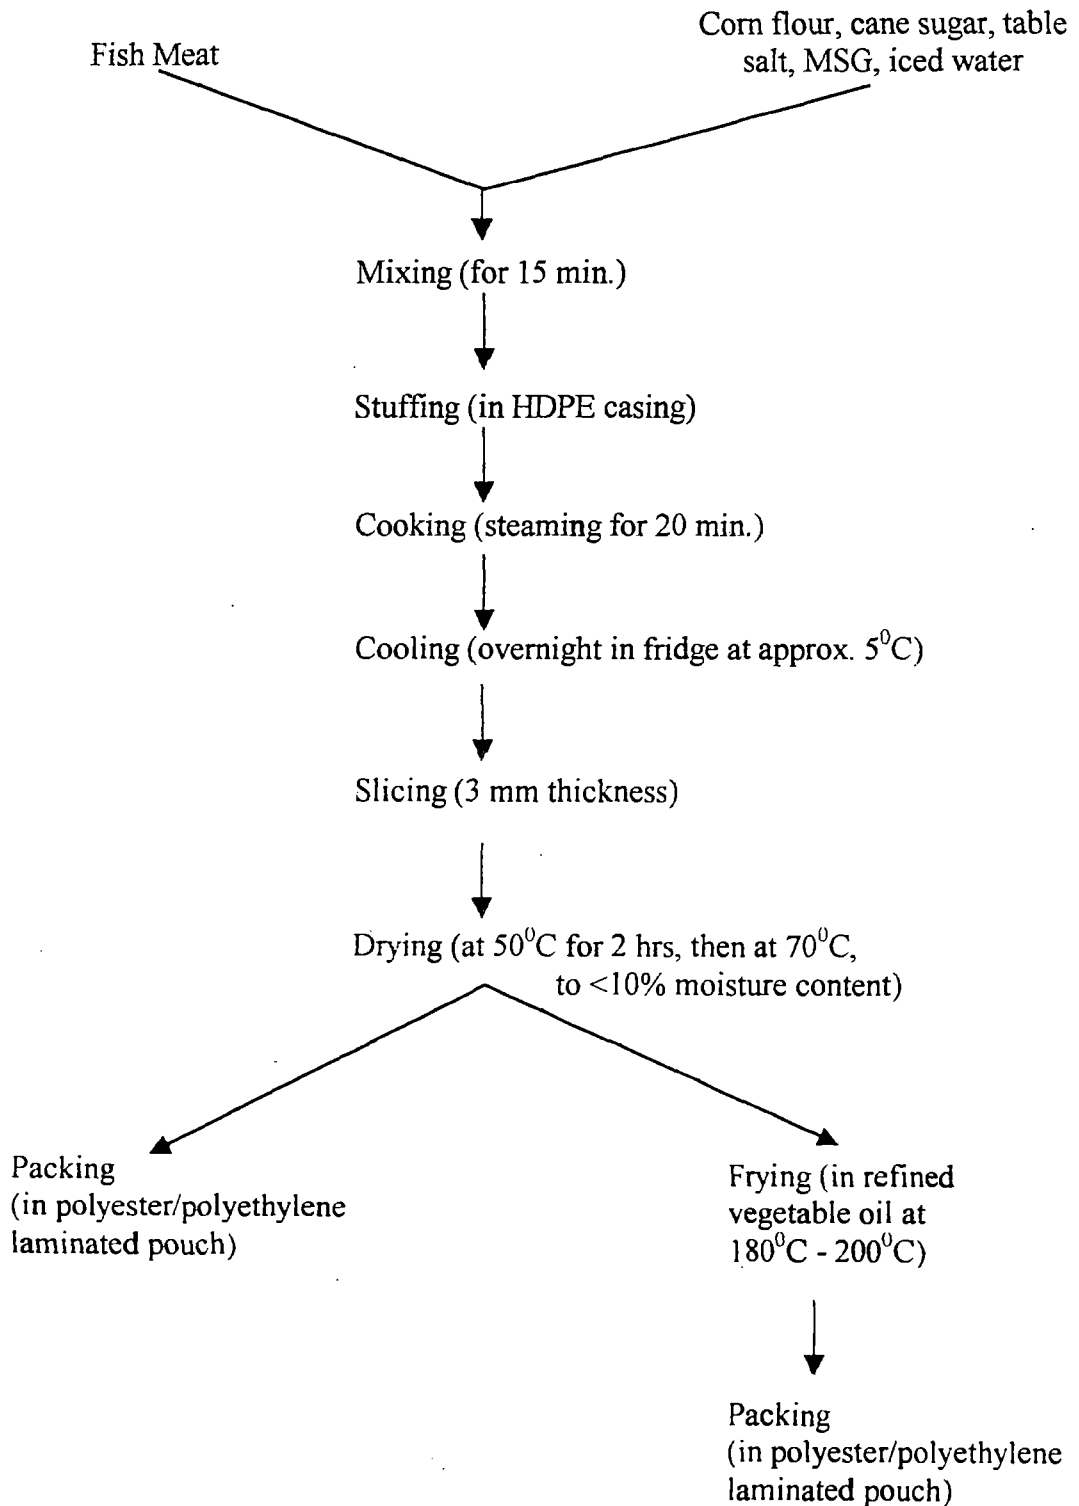 Fish Meat
Corn flour, cane sugar, table
salt, MSG, iced water
Mixing (for 15 min.)
Stuffing (in HDPE casing)
Cooking (steaming for 20 min.)
Cooling (overnight in fridge at approx. 5⁰C)
Slicing (3 mm thickness)
Drying (at 50⁰C for 2 hrs, then at 70⁰C,
to <10% moisture content)
Packing
(in polyester/polyethylene
laminated pouch)
Frying (in refined
vegetable oil at
180⁰C - 200⁰C)
Packing
(in polyester/polyethylene
laminated pouch)